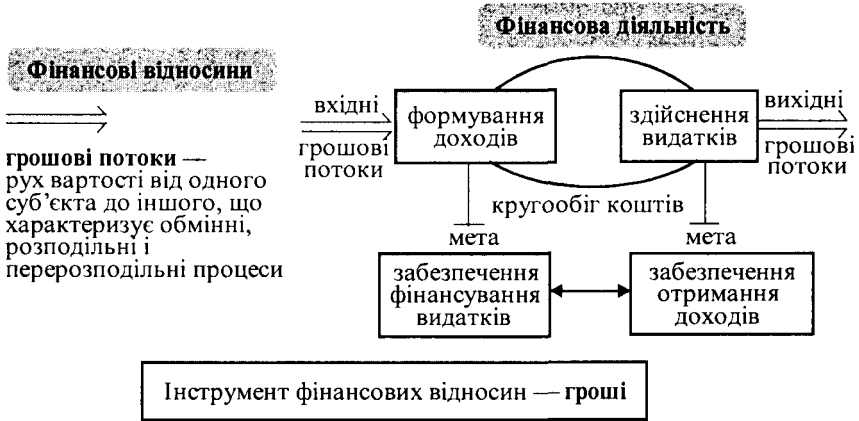 Фінансові відносини
грошові потоки —
рух вартості від одного
суб’єкта до іншого, що
характеризує обмінні,
розподільні і
перерозподільні процеси
Фінансова діяльність
вхідні
грошові
потоки
формування
доходів
здійснення
видатків
вихідні
грошові
потоки
кругообіг коштів
мета
мета
забезпечення
фінансування
видатків
забезпечення
отримання
доходів
Інструмент фінансових відносин — гроші